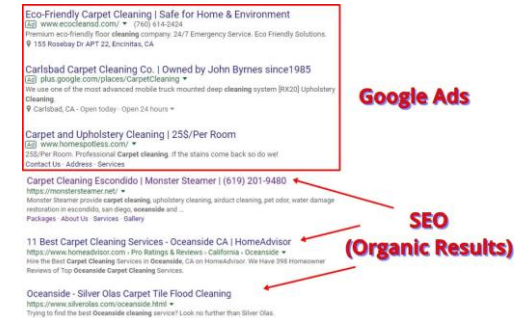 Eco-Friendly Carpet Cleaning | Safe for Home & Environment
Ad www.ecocleansd.com/ (760) 614-2424
Premium eco-friendly floor cleaning company. 24/7 Emergency Service. Eco Friendly Solutions.
155 Rosebay Dr APT 22, Encinitas, CA
Carlsbad Carpet Cleaning Co. | Owned by John Byrnes since1985
Ad plus.google.com/places/CarpetCleaning
We use one of the most advanced mobile truck mounted deep cleaning system [RX20] Upholstery
Cleaning.
Carlsbad, CA - Open today · Open 24 hours
Google Ads
Carpet and Upholstery Cleaning | 25$/Per Room
Ad www.homespotless.com/
25$/Per Room. Professional Carpet cleaning. If the stains come back so do we!
Contact Us · Address · Services
Carpet Cleaning Escondido | Monster Steamer | (619) 201-9480
https://monstersteamer.net/
Monster Steamer provide carpet cleaning, upholstery cleaning, airduct cleaning, pet odor, water damage
restoration in escondido, san diego, oceanside and ...
Packages · About Us · Services · Gallery
SEO
(Organic Results)
11 Best Carpet Cleaning Services - Oceanside CA | HomeAdvisor
https://www.homeadvisor.com › Pro Ratings & Reviews › California › Oceanside
Hire the Best Carpet Cleaning Services in Oceanside, CA on HomeAdvisor. We Have 398 Homeowner
Reviews of Top Oceanside Carpet Cleaning Services.
Oceanside - Silver Olas Carpet Tile Flood Cleaning
https://www.silverolas.com/oceanside.html
Trying to find the best Oceanside cleaning service? Look no further than Silver Olas.